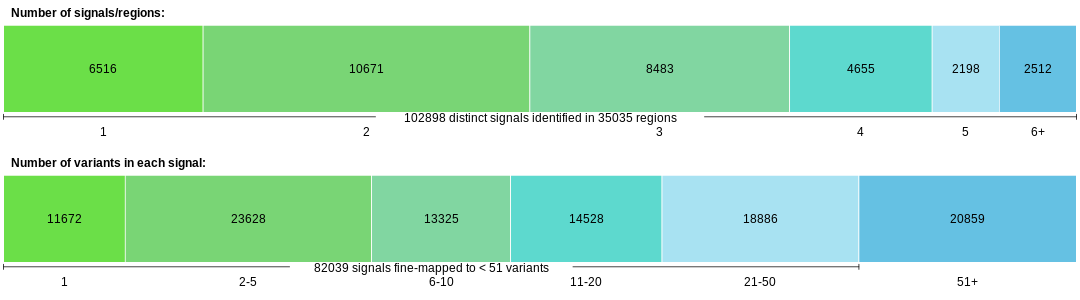 Number of signals/regions:
6516 10671 8483 4655 2198 2512
102898 distinct signals identified in 35035 regions
1 2 3 4 5 6+
Number of variants in each signal:
11672 23628 13325 14528 18886 20859
82039 signals fine-mapped to < 51 variants
1 2-5 6-10 11-20 21-50 51+